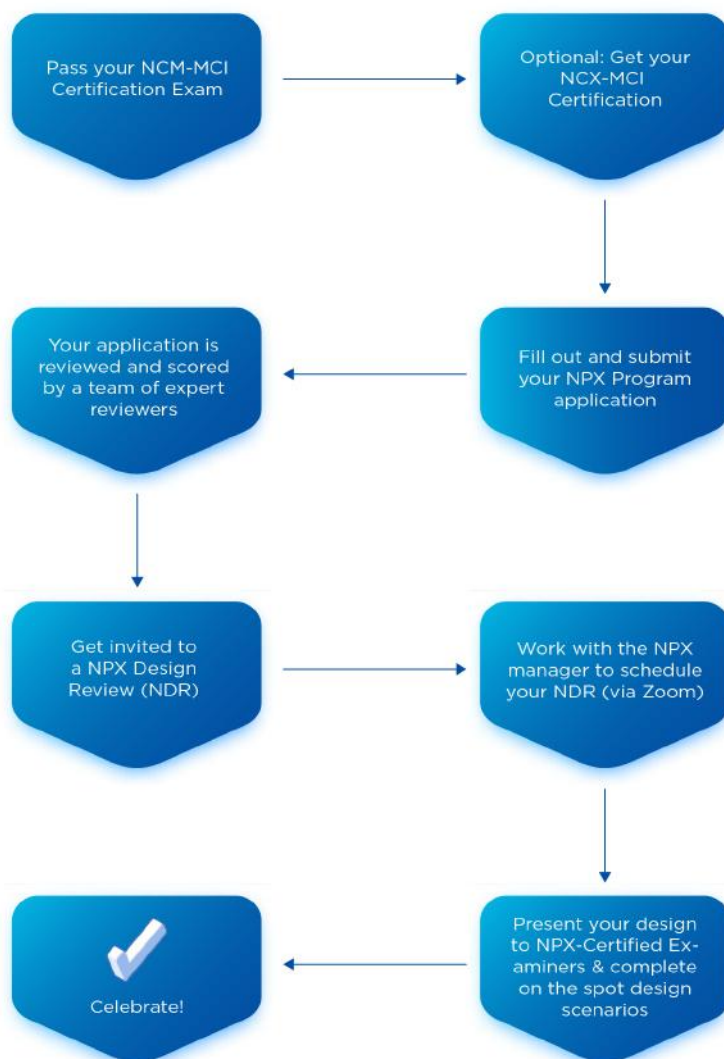 Pass your NCM-MCI
Certification Exam
Optional: Get your
NCX-MCI
Certification
Fill out and submit
your NPX Program
application
Your application is
reviewed and scored
by a team of expert
reviewers
Get invited to
a NPX Design
Review (NDR)
Work with the NPX
manager to schedule
your NDR (via Zoom)
Present your design
to NPX-Certified Ex-
aminers & complete
on the spot design
scenarios
Celebrate!